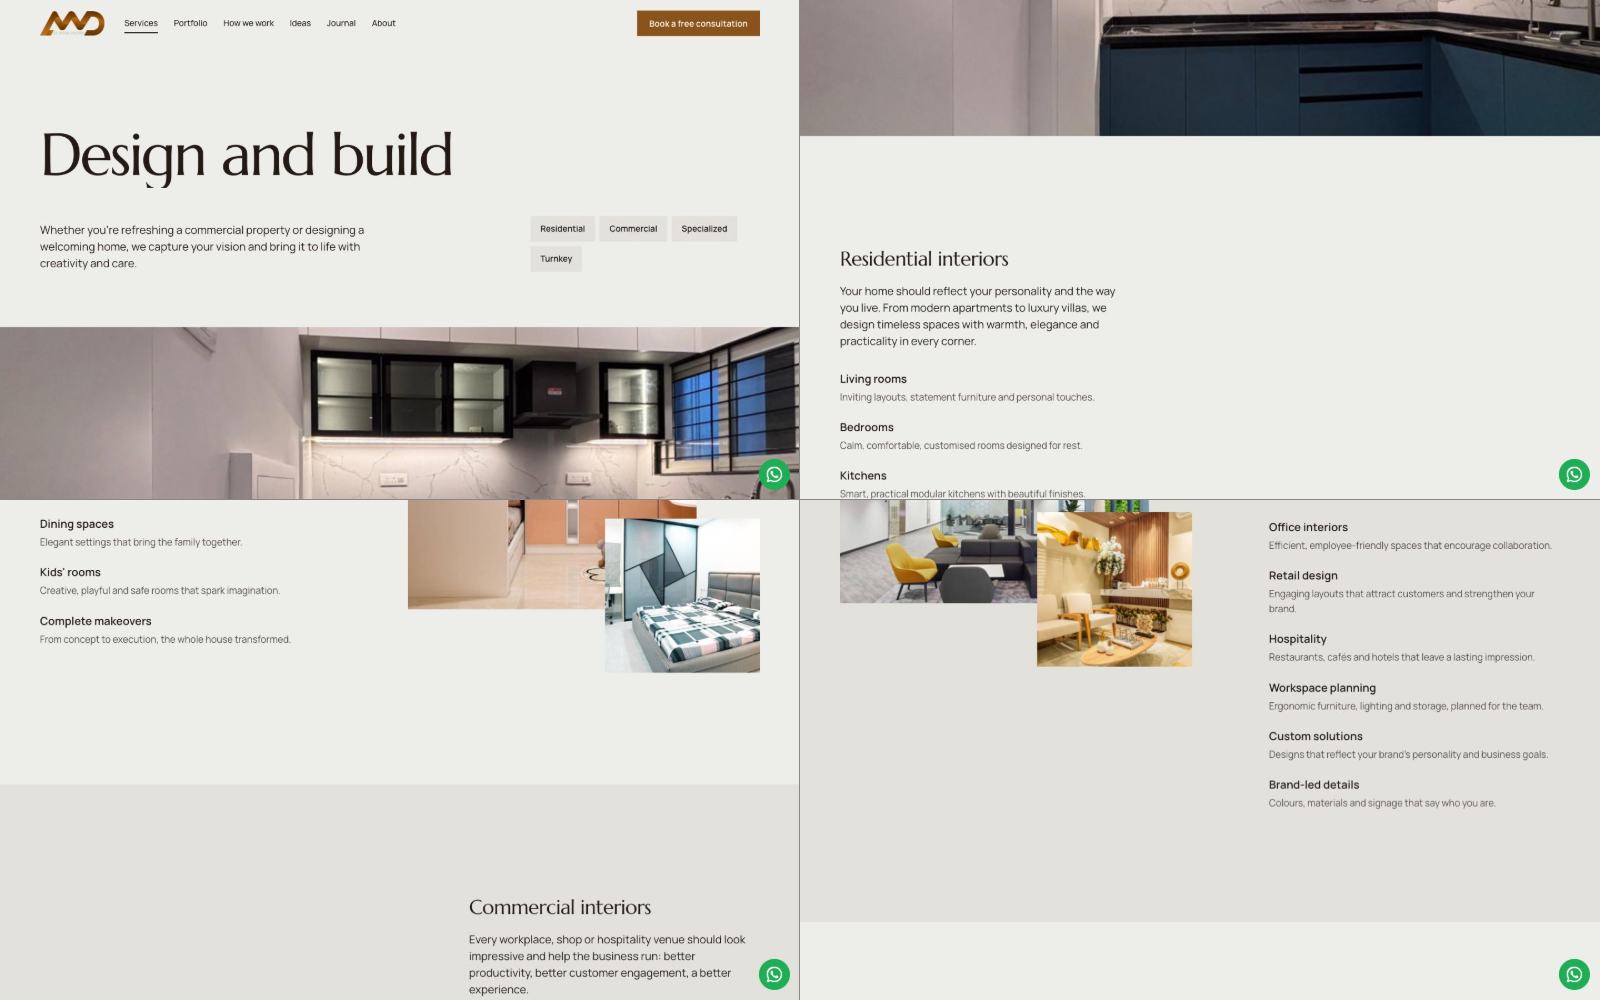 Services
Portfolio
How we work
Ideas
Journal
About
Book a free consultation
Design and build
Whether you're refreshing a commercial property or designing a
welcoming home, we capture your vision and bring it to life with
creativity and care.
Residential
Commercial
Specialized
Turnkey
Residential interiors
Your home should reflect your personality and the way
you live. From modern apartments to luxury villas, we
design timeless spaces with warmth, elegance and
practicality in every corner.
Living rooms
Inviting layouts, statement furniture and personal touches.
Bedrooms
Calm, comfortable, customised rooms designed for rest.
Kitchens
Smart, practical modular kitchens with beautiful finishes.
Dining spaces
Elegant settings that bring the family together.
Kids' rooms
Creative, playful and safe rooms that spark imagination.
Complete makeovers
From concept to execution, the whole house transformed.
Commercial interiors
Every workplace, shop or hospitality venue should look
impressive and help the business run: better
productivity, better customer engagement, a better
experience.
Office interiors
Efficient, employee-friendly spaces that encourage collaboration.
Retail design
Engaging layouts that attract customers and strengthen your
brand.
Hospitality
Restaurants, cafés and hotels that leave a lasting impression.
Workspace planning
Ergonomic furniture, lighting and storage, planned for the team.
Custom solutions
Designs that reflect your brand's personality and business goals.
Brand-led details
Colours, materials and signage that say who you are.